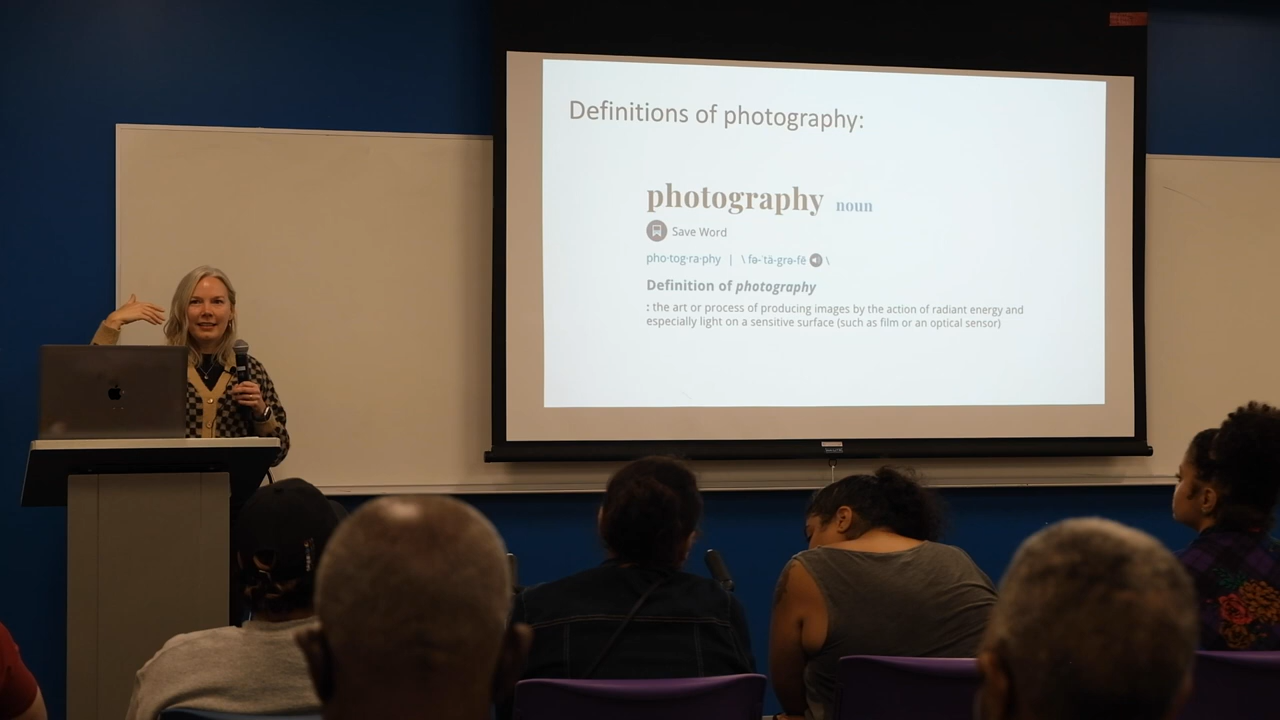 Definitions of photography:
photography noun
Save Word
pho·tog·ra·phy | \ fə-ˈtä-grə-fē \
Definition of photography
: the art or process of producing images by the action of radiant energy and
especially light on a sensitive surface (such as film or an optical sensor)